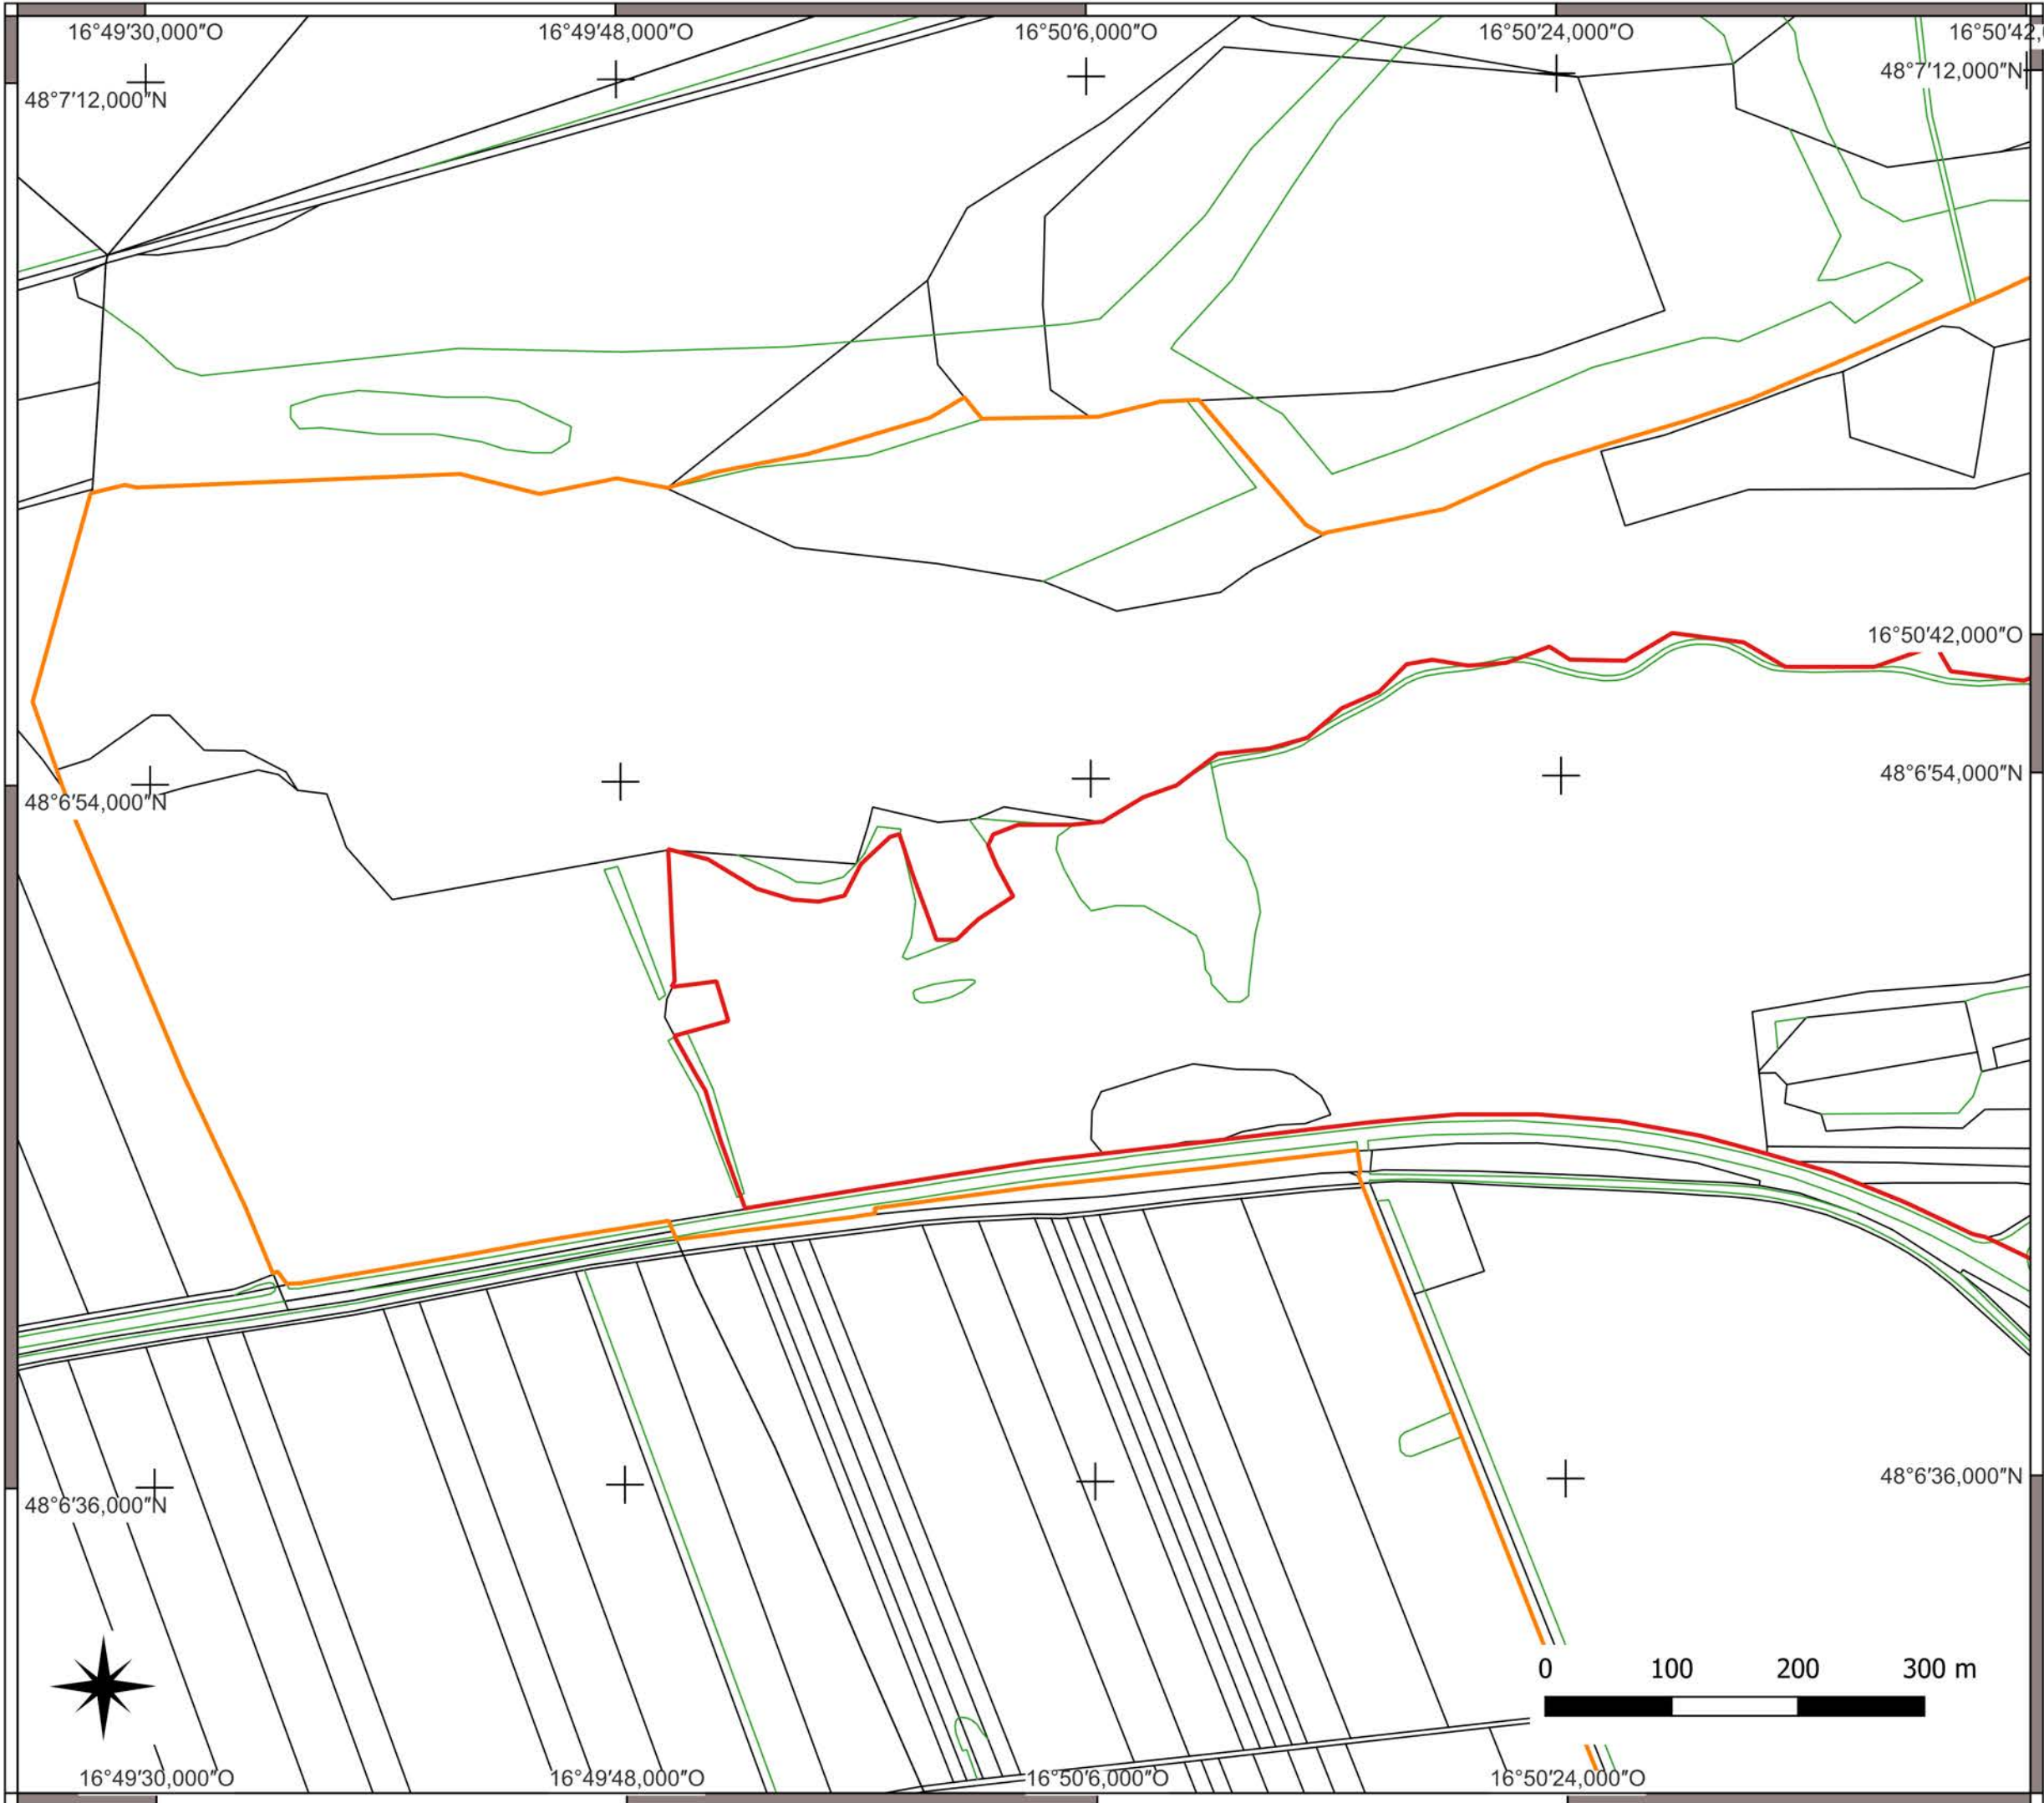 16°49′30,000″O 16°49′48,000″O 16°50′6,000″O 16°50′24,000″O 16°50′42,
48°7′12,000″N 48°7′12,000″N
16°50′42,000″O
48°6′54,000″N 48°6′54,000″N
48°6′36,000″N 48°6′36,000″N
0 100 200 300 m
16°49′30,000″O 16°49′48,000″O 16°50′6,000″O 16°50′24,000″O